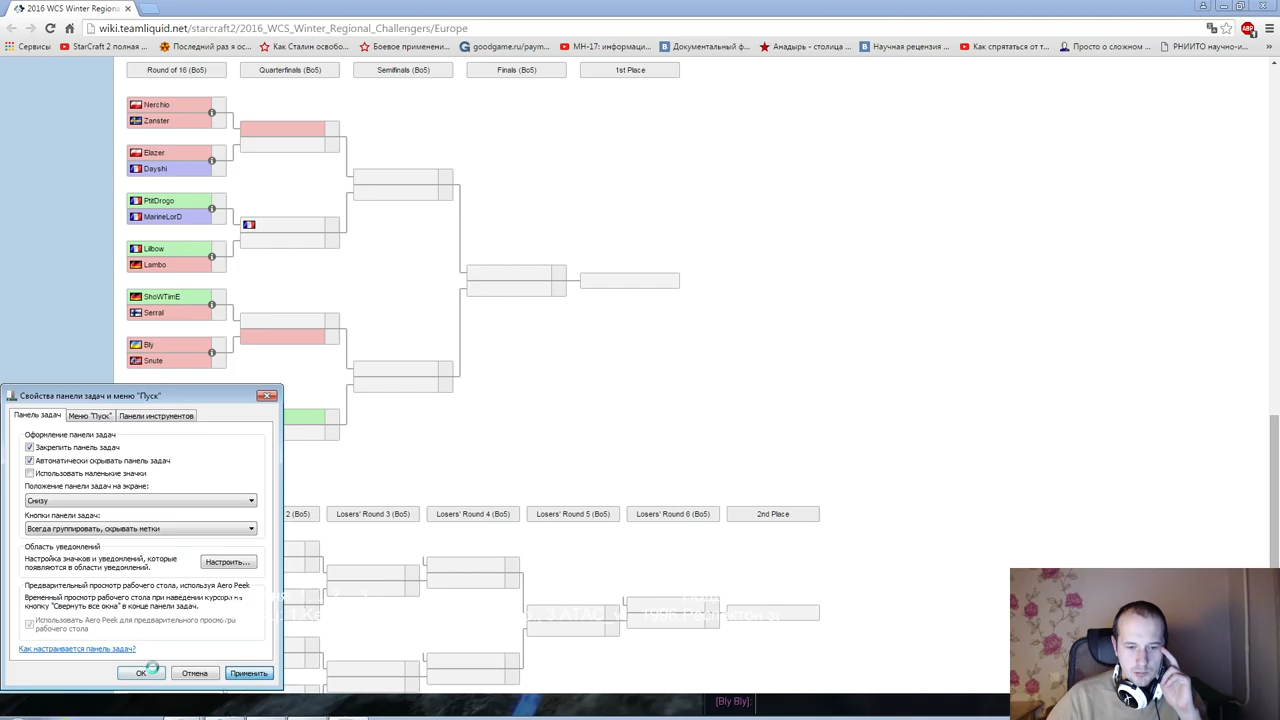 2016 WCS Winter Regional
wiki.teamliquid.net/starcraft2/2016_WCS_Winter_Regional_Challengers/Europe
ABP
Сервисы
StarCraft 2 полная
Последний раз я ос
Как Сталин освобо
Боевое применени
goodgame.ru/paym
МН-17: информаци
Документальный ф
Анадырь - столица
Научная рецензия
Как спрятаться от т
Просто о сложном
РНИИТО научно-и
Round of 16 (Bo5)
Quarterfinals (Bo5)
Semifinals (Bo5)
Finals (Bo5)
1st Place
Nerchio
Zanster
Elazer
Dayshi
PtitDrogo
MarineLorD
Lilbow
Lambo
ShoWTimE
Serral
Bly
Snute
Свойства панели задач и меню "Пуск"
Панель задач
Меню "Пуск"
Панели инструментов
Оформление панели задач
Закрепить панель задач
Автоматически скрывать панель задач
Использовать маленькие значки
Положение панели задач на экране:
Снизу
Кнопки панели задач:
Всегда группировать, скрывать метки
Область уведомлений
Настройка значков и уведомлений, которые
появляются в области уведомлений.
Настроить...
Предварительный просмотр рабочего стола, используя Aero Peek
Временный просмотр рабочего стола при наведении курсора на
кнопку "Свернуть все окна" в конце панели задач.
Использовать Aero Peek для предварительного просмотра
рабочего стола
Как настраивается панель задач?
ОК
Отмена
Применить
2 (Bo5)
Losers' Round 3 (Bo5)
Losers' Round 4 (Bo5)
Losers' Round 5 (Bo5)
Losers' Round 6 (Bo5)
2nd Place
[Bly Bly]: